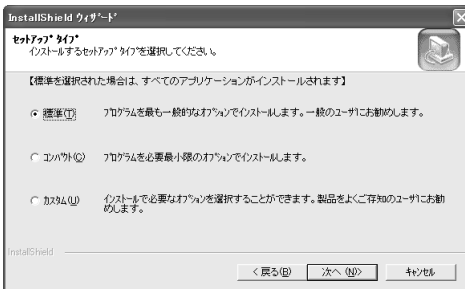 InstallShield ウィザード
セットアップ タイプ
インストールするセットアップ タイプを選択してください。
【標準を選択された場合は、すべてのアプリケーションがインストールされます】
標準(T) プログラムを最も一般的なオプションでインストールします。一般のユーザにお勧めします。
コンパクト(C) プログラムを必要最小限のオプションでインストールします。
カスタム(U) インストールで必要なオプションを選択することができます。製品をよくご存知のユーザにお勧
めします。
InstallShield
< 戻る(B) 次へ (N)> キャンセル